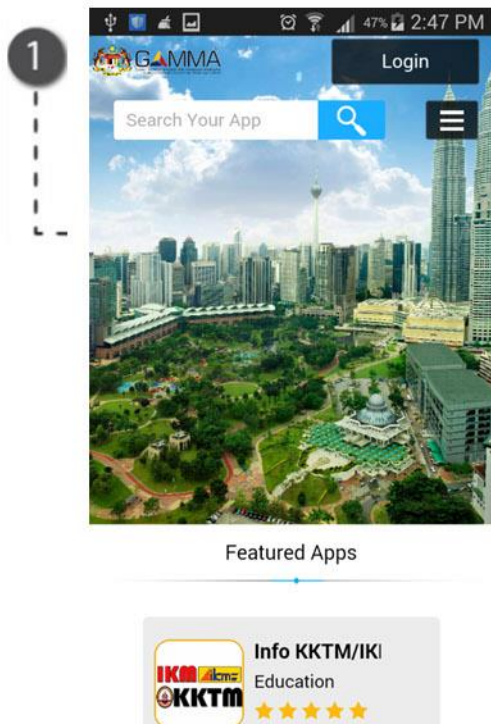 1
47% 2:47 PM
GAMMA
Login
Search Your App
Featured Apps
Info KKTM/IKI
Education
IKM
KKTM